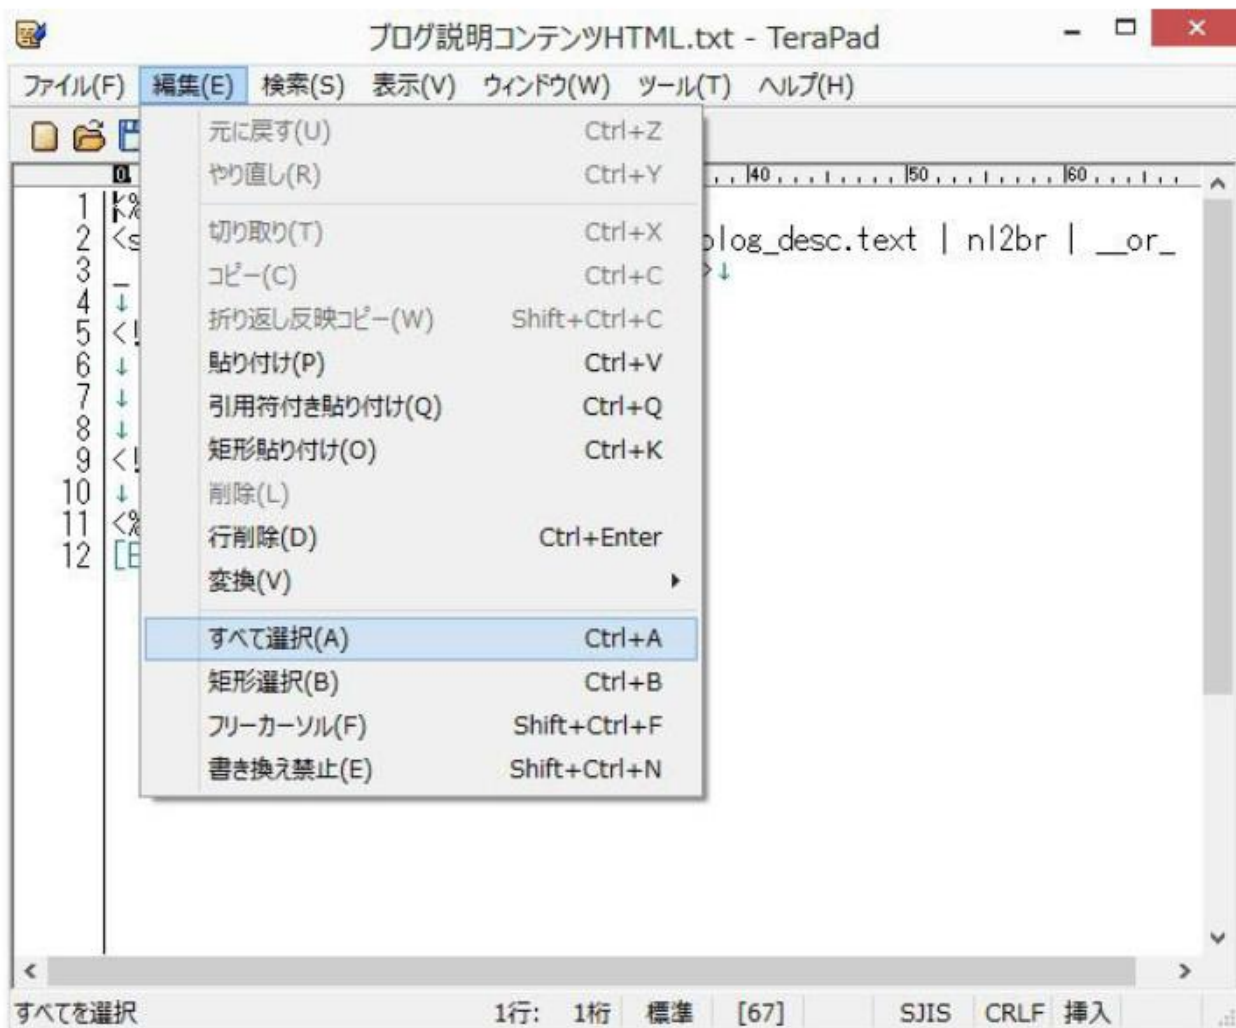 ブログ説明コンテンツHTML.txt - TeraPad
ファイル(F) 編集(E) 検索(S) 表示(V) ウィンドウ(W) ツール(T) ヘルプ(H)
元に戻す(U) Ctrl+Z
やり直し(R) Ctrl+Y
切り取り(T) Ctrl+X
コピー(C) Ctrl+C
折り返し反映コピー(W) Shift+Ctrl+C
貼り付け(P) Ctrl+V
引用符付き貼り付け(Q) Ctrl+Q
矩形貼り付け(O) Ctrl+K
削除(L)
行削除(D) Ctrl+Enter
変換(V)
すべて選択(A) Ctrl+A
矩形選択(B) Ctrl+B
フリーカーソル(F) Shift+Ctrl+F
書き換え禁止(E) Shift+Ctrl+N
0 40 50 60
1 <%
2 <s blog_desc.text | nl2br | __or_
3 _ >↓
4 ↓
5 <!
6 ↓
7 ↓
8 ↓
9 <!
10 ↓
11 <%
12 [E
すべてを選択 1行: 1桁 標準 [67] SJIS CRLF 挿入